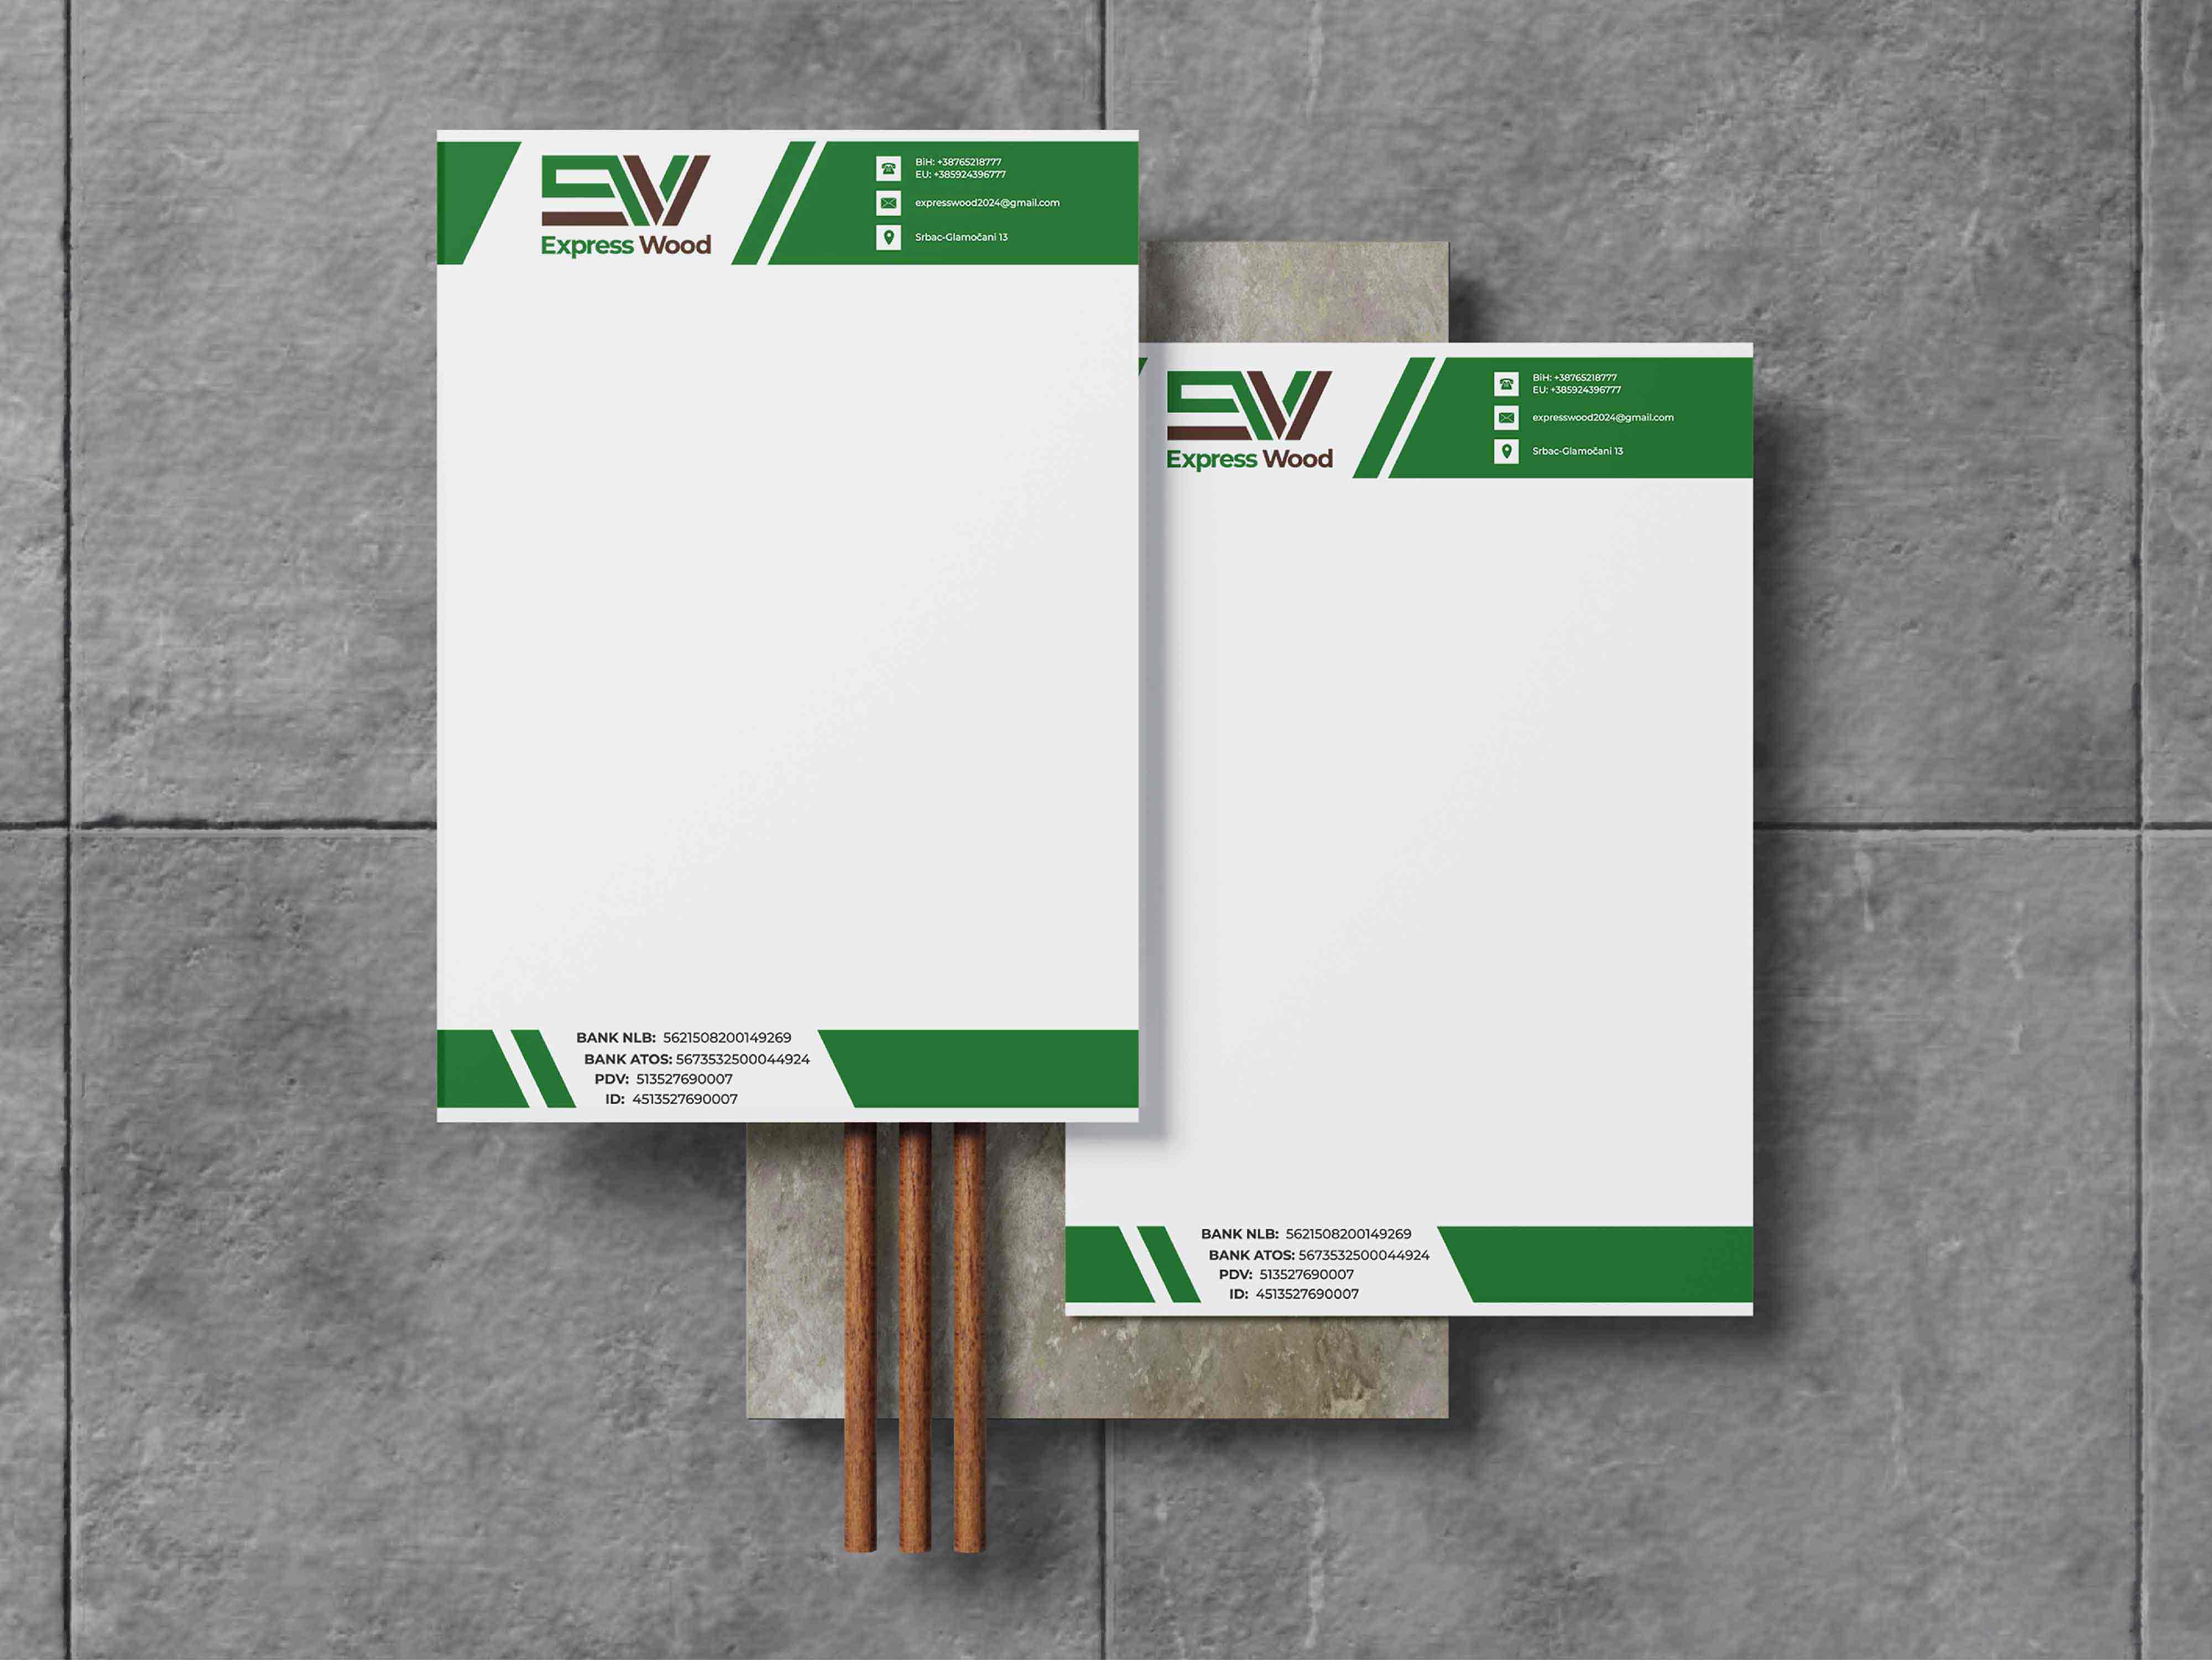 EW
Express Wood
BiH: +38765218777
EU: +385924396777
expresswood2024@gmail.com
Srbac-Glamočani 13
BANK NLB: 5621508200149269
BANK ATOS: 5673532500044924
PDV: 513527690007
ID: 4513527690007
EW
Express Wood
BiH: +38765218777
EU: +385924396777
expresswood2024@gmail.com
Srbac-Glamočani 13
BANK NLB: 5621508200149269
BANK ATOS: 5673532500044924
PDV: 513527690007
ID: 4513527690007